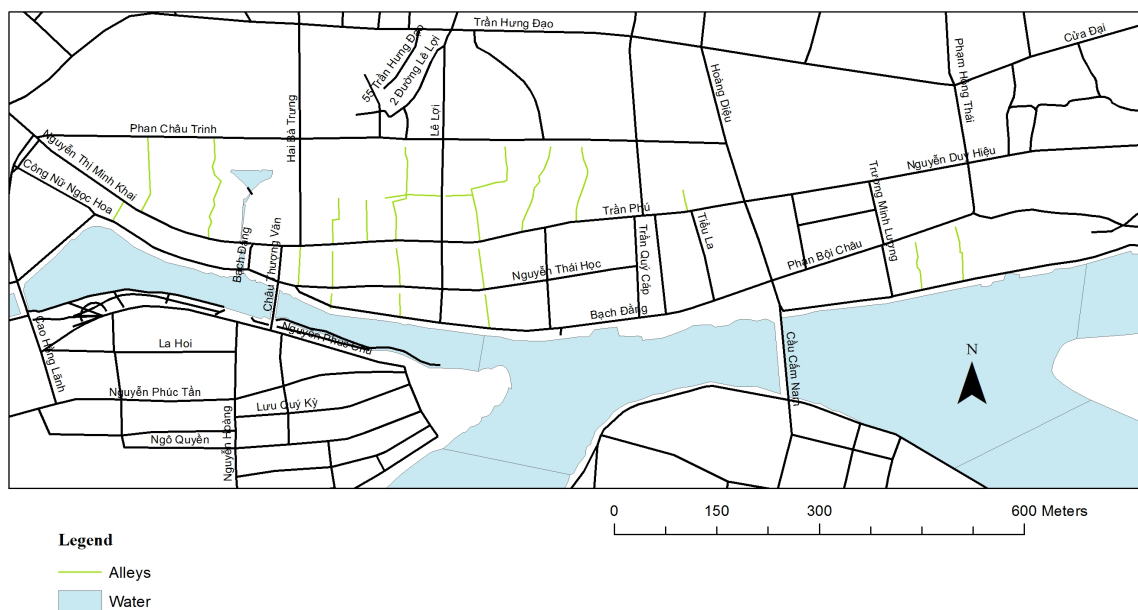 Trần Hưng Đao
Cửa Đại
Phạm Hồng Thái
55 Trần Hưng Đạo
2 Đường Lê Lợi
Hoàng Diệu
Lê Lợi
Hai Bà Trưng
Phan Châu Trinh
Nguyễn Thị Minh Khai
Công Nữ Ngọc Hoa
Nguyễn Duy Hiệu
Trương Minh Lượng
Trần Phú
Tiểu La
Trần Quý Cáp
Phan Bội Châu
Nguyễn Thái Học
Bạch Đằng
Châu Thượng Văn
Bạch Đằng
Nguyễn Phúc Chu
Cao Hồng Lãnh
La Hoi
Cầu Cẩm Nam
N
Nguyễn Phúc Tần
Lưu Quý Kỳ
Ngô Quyền
Nguyễn Hoàng
0 150 300 600 Meters
Legend
Alleys
Water